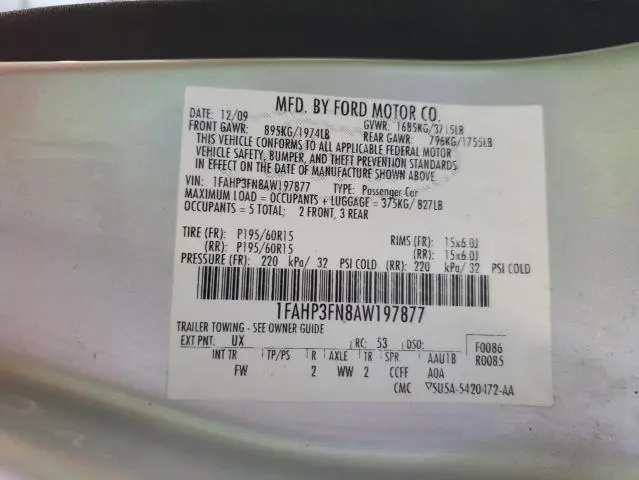 MFD. BY FORD MOTOR CO.
DATE: 12/09 GVWR: 1685KG/3715LB
FRONT GAWR: 895KG/1974LB REAR GAWR: 796KG/1755LB
THIS VEHICLE CONFORMS TO ALL APPLICABLE FEDERAL MOTOR
VEHICLE SAFETY, BUMPER, AND THEFT PREVENTION STANDARDS
IN EFFECT ON THE DATE OF MANUFACTURE SHOWN ABOVE
VIN: 1FAHP3FN8AW197877 TYPE: Passenger Car
MAXIMUM LOAD = OCCUPANTS + LUGGAGE = 375KG/ 827LB
OCCUPANTS = 5 TOTAL; 2 FRONT, 3 REAR
TIRE (FR): P195/60R15 RIMS (FR): 15x6.0J
(RR): P195/60R15 (RR): 15x6.0J
PRESSURE (FR): 220 kPa/ 32 PSI COLD (RR): 220 kPa/ 32 PSI COLD
1FAHP3FN8AW197877
TRAILER TOWING - SEE OWNER GUIDE
EXT PNT: UX RC: 53 DSO: F0086
INT TR TP/PS R AXLE TR SPR AAU1B R0085
FW 2 WW 2 CCFF A0A
CMC 5U5A-5420472-AA